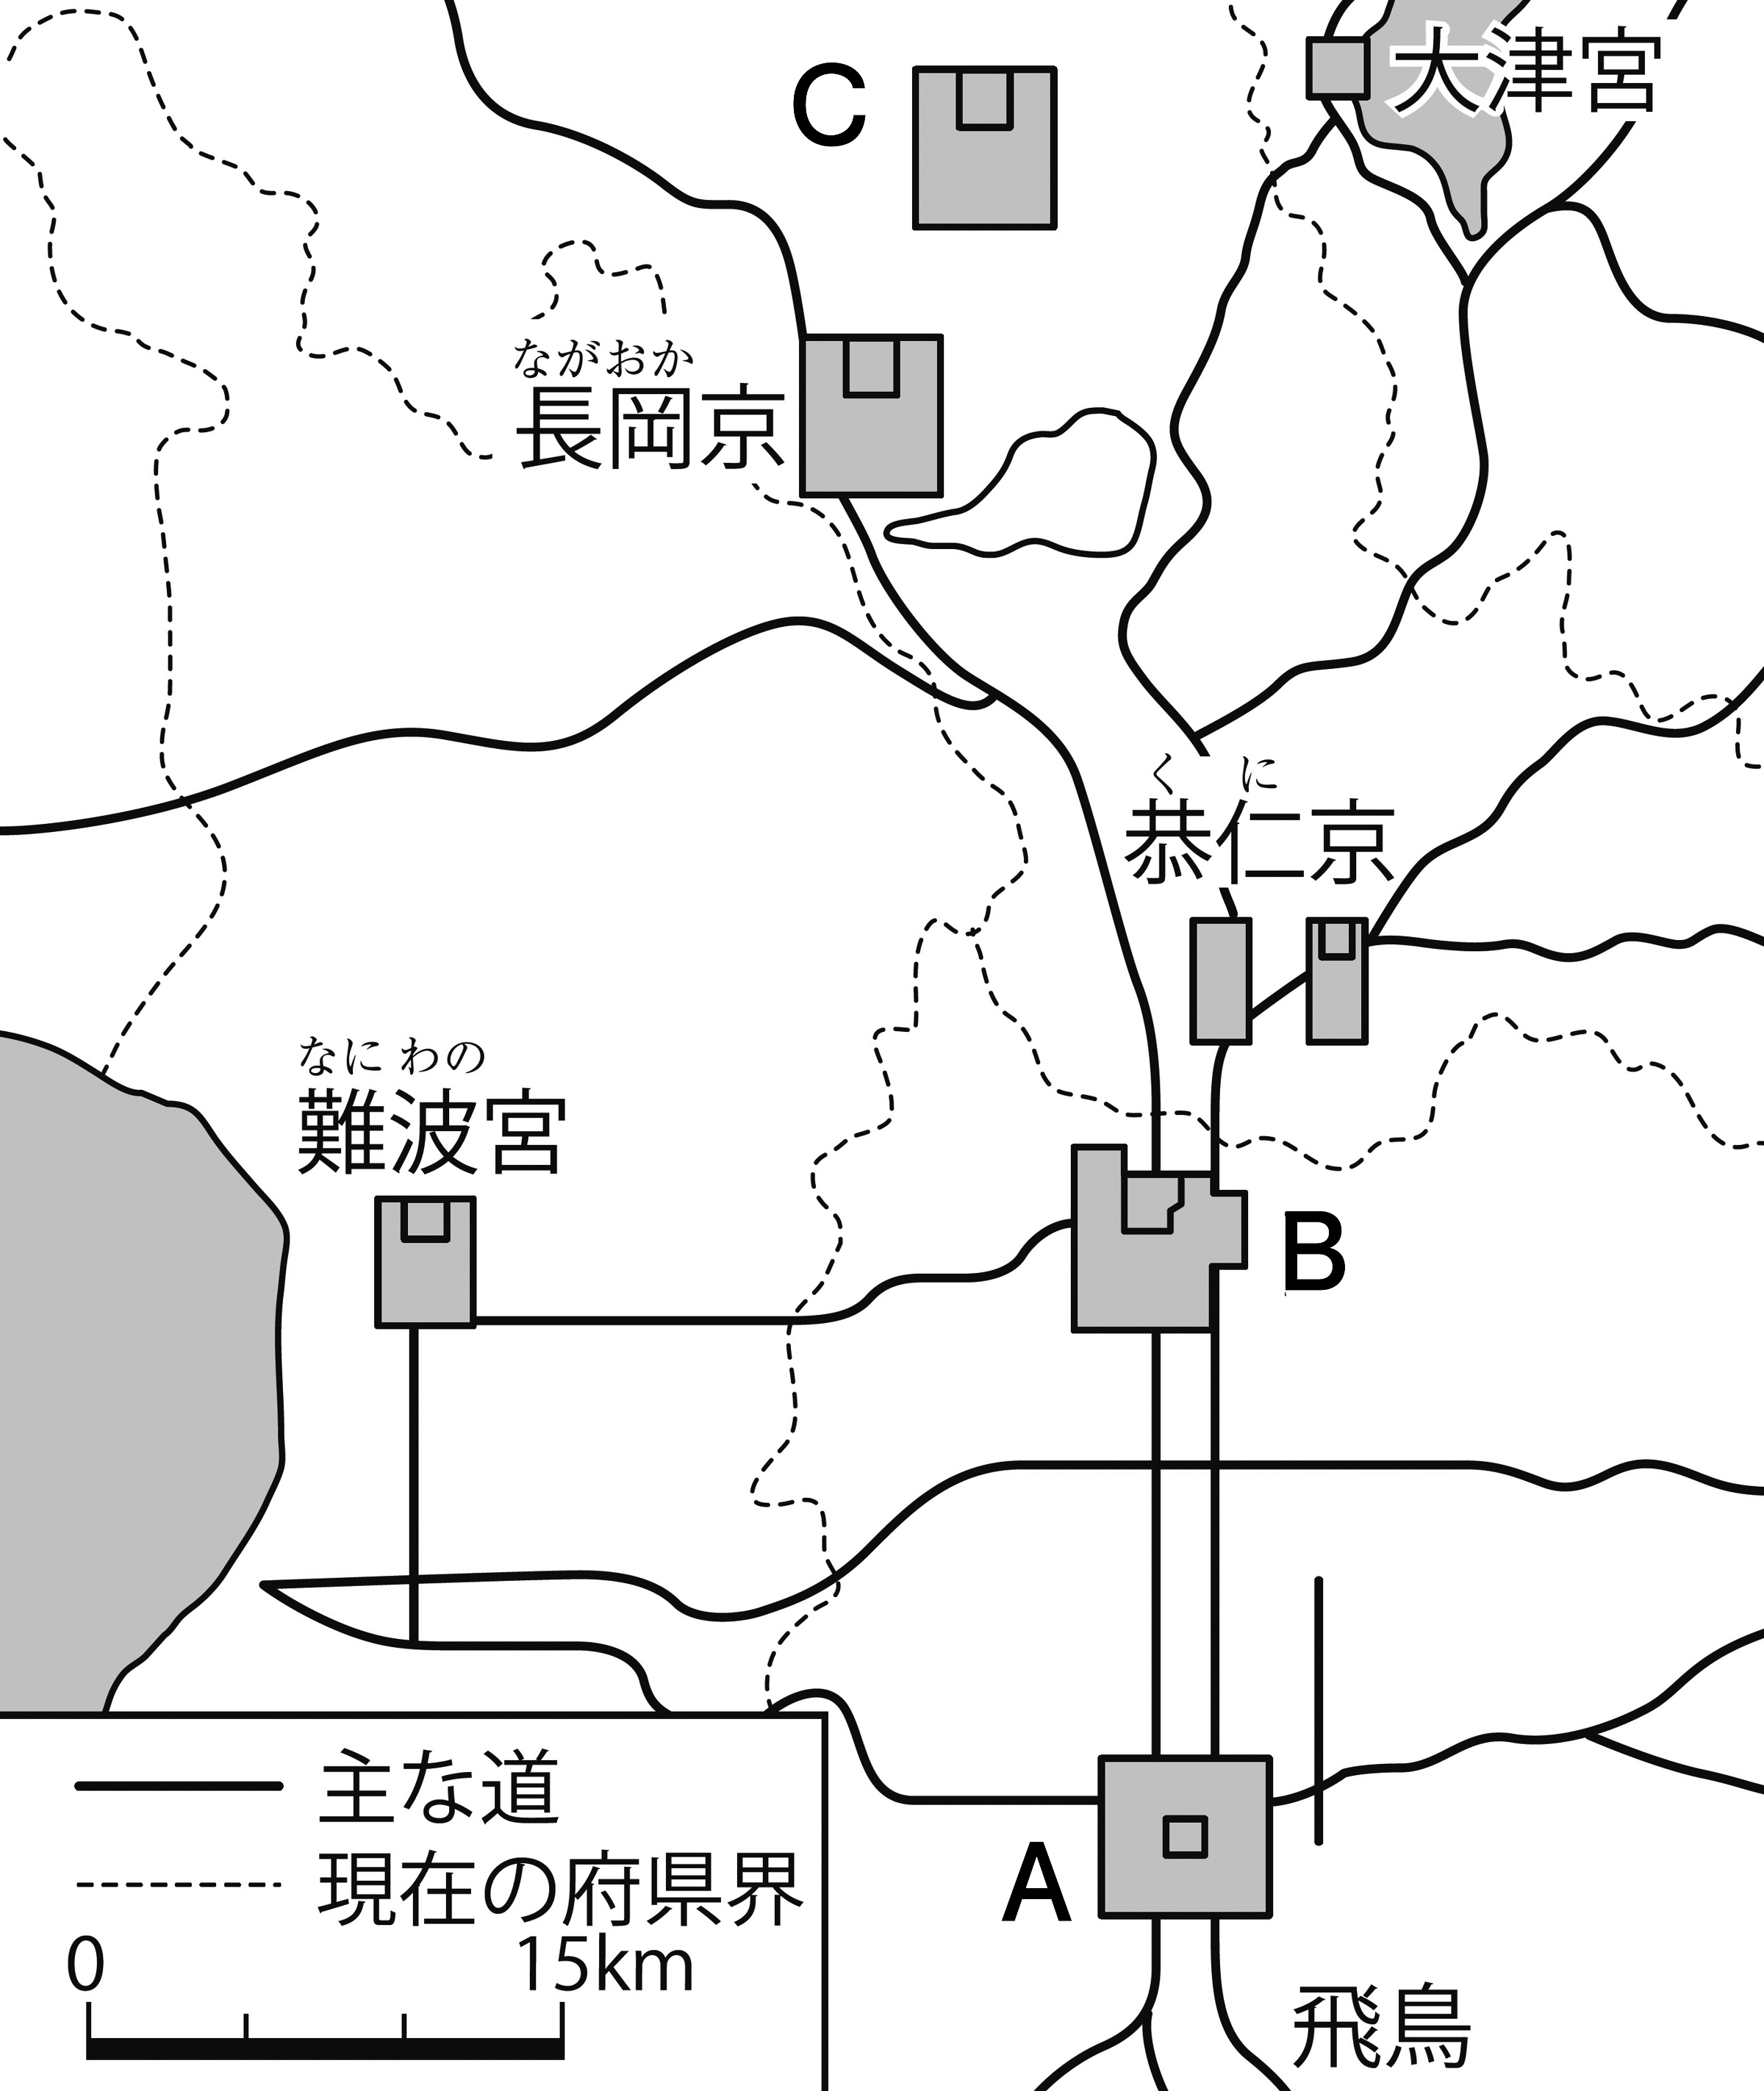 大津宮
C
ながおか
長岡京
くに
恭仁京
なにわの
難波宮
B
主な道
現在の府県界
0 15km
A
飛鳥